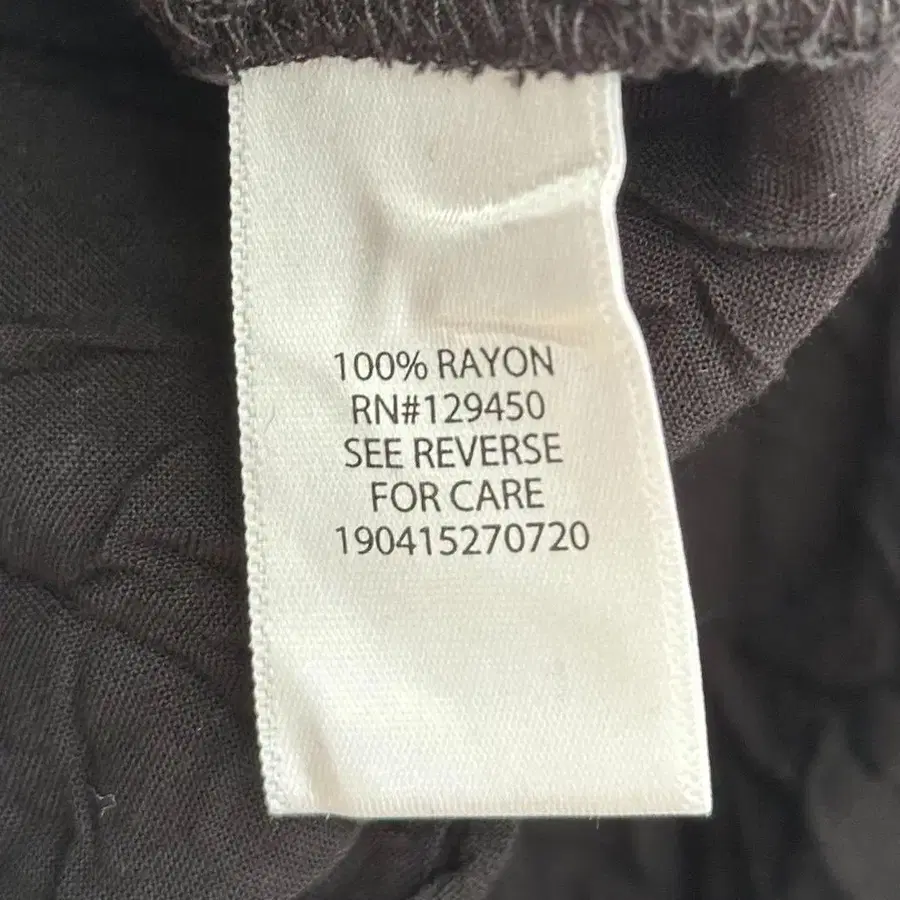 100% RAYON
RN#129450
SEE REVERSE
FOR CARE
190415270720